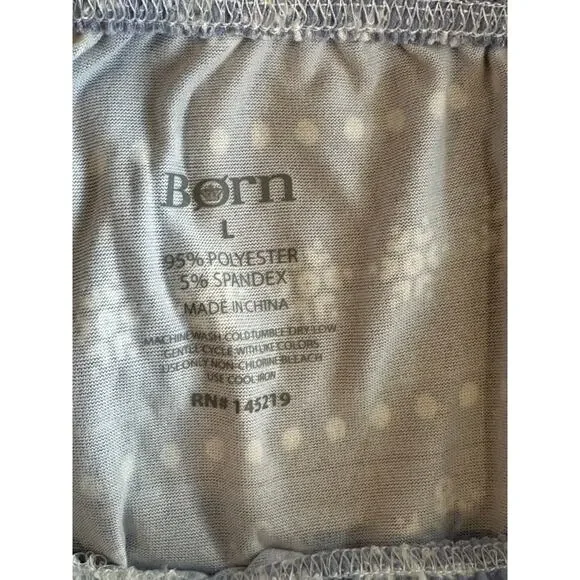 Børn
L
95% POLYESTER
5% SPANDEX
MADE IN CHINA
MACHINE WASH COLD TUMBLE DRY LOW
GENTLE CYCLE WITH LIKE COLORS
USE ONLY NON-CHLORINE BLEACH
USE COOL IRON
RN# 145219